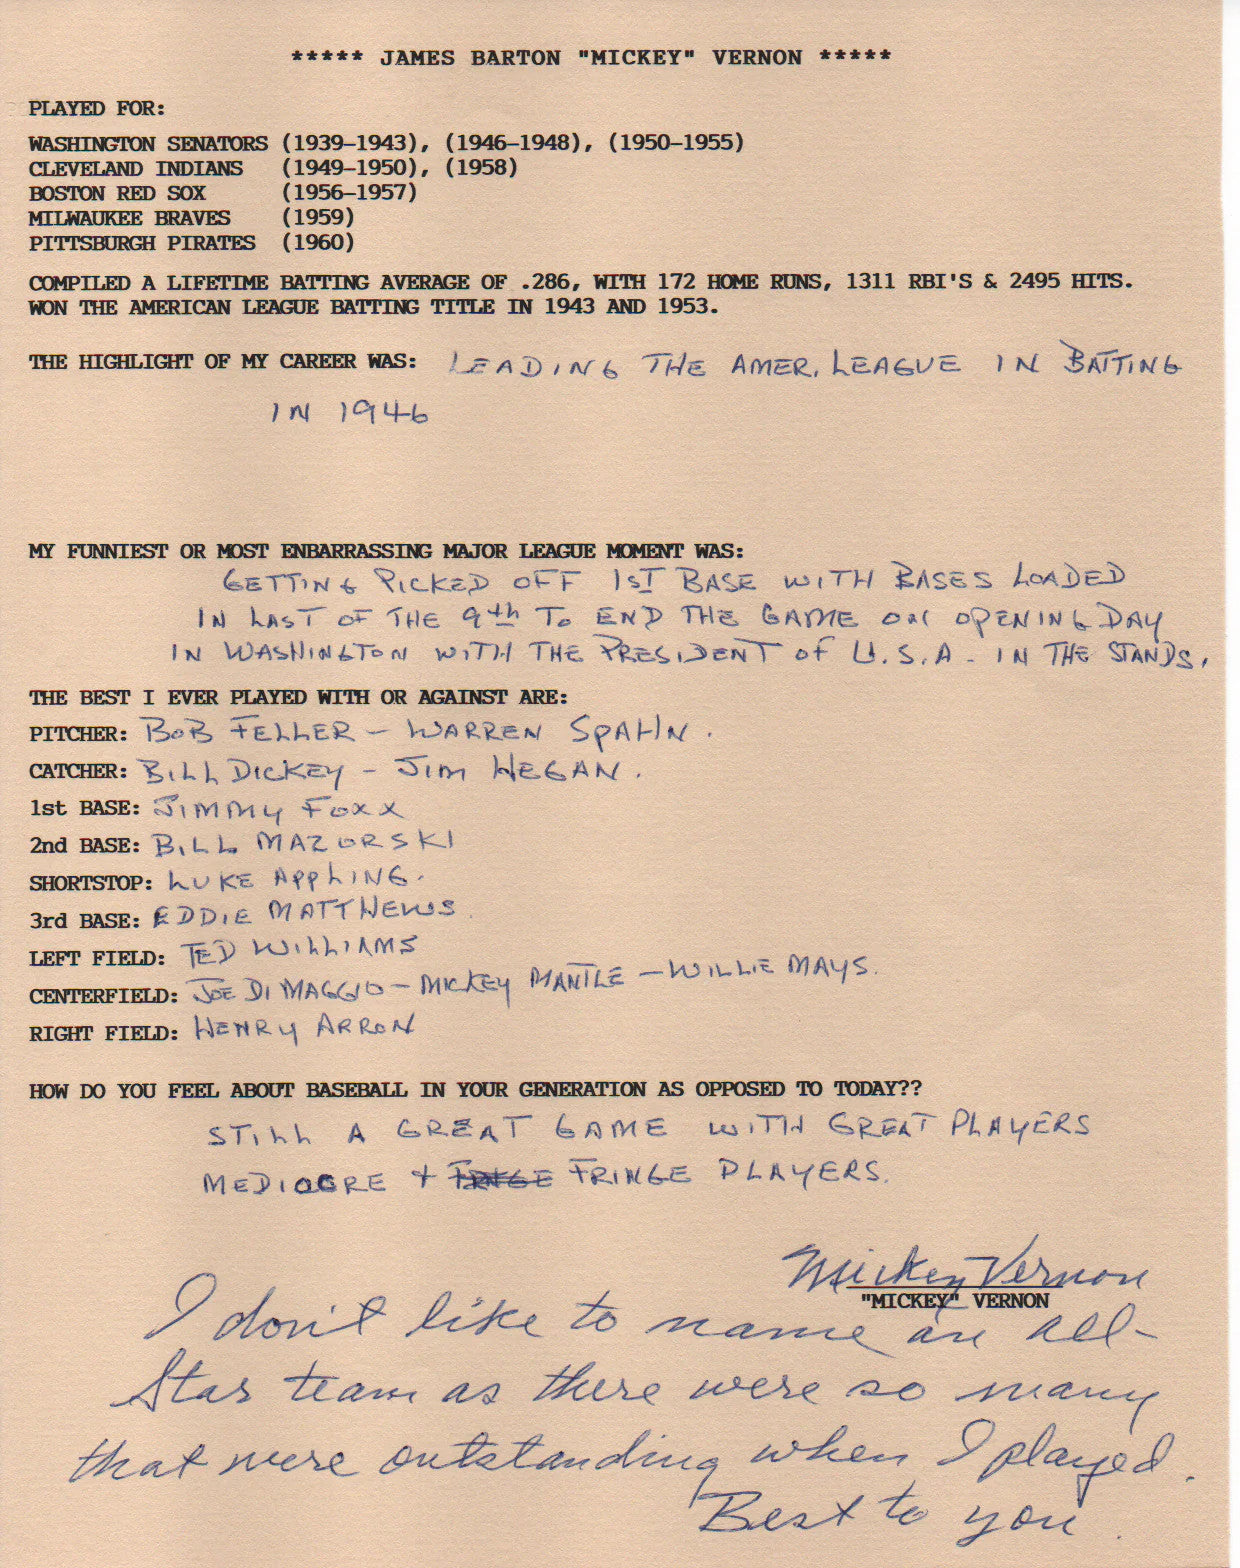 ***** JAMES BARTON "MICKEY" VERNON *****
PLAYED FOR:
WASHINGTON SENATORS (1939-1943), (1946-1948), (1950-1955)
CLEVELAND INDIANS (1949-1950), (1958)
BOSTON RED SOX (1956-1957)
MILWAUKEE BRAVES (1959)
PITTSBURGH PIRATES (1960)
COMPILED A LIFETIME BATTING AVERAGE OF .286, WITH 172 HOME RUNS, 1311 RBI'S & 2495 HITS.
WON THE AMERICAN LEAGUE BATTING TITLE IN 1943 AND 1953.
THE HIGHLIGHT OF MY CAREER WAS: LEADING THE AMER. LEAGUE IN BATTING
IN 1946
MY FUNNIEST OR MOST ENBARRASSING MAJOR LEAGUE MOMENT WAS:
GETTING PICKED OFF 1ST BASE WITH BASES LOADED
IN LAST OF THE 9th TO END THE GAME ON OPENING DAY
IN WASHINGTON WITH THE PRESIDENT OF U.S.A - IN THE STANDS.
THE BEST I EVER PLAYED WITH OR AGAINST ARE:
PITCHER: BOB FELLER - WARREN SPAHN.
CATCHER: BILL DICKEY - JIM HEGAN.
1st BASE: JIMMY FOXX
2nd BASE: BILL MAZORSKI
SHORTSTOP: LUKE APPLING.
3rd BASE: EDDIE MATTHEWS
LEFT FIELD: TED WILLIAMS
CENTERFIELD: JOE DI MAGGIO - MICKEY MANTLE - WILLIE MAYS.
RIGHT FIELD: HENRY ARRON
HOW DO YOU FEEL ABOUT BASEBALL IN YOUR GENERATION AS OPPOSED TO TODAY??
STILL A GREAT GAME WITH GREAT PLAYERS
MEDIOCRE + FRINGE PLAYERS.
Mickey Vernon
"MICKEY" VERNON
I don't like to name an all-
Star team as there were so many
that were outstanding when I played.
Best to you.